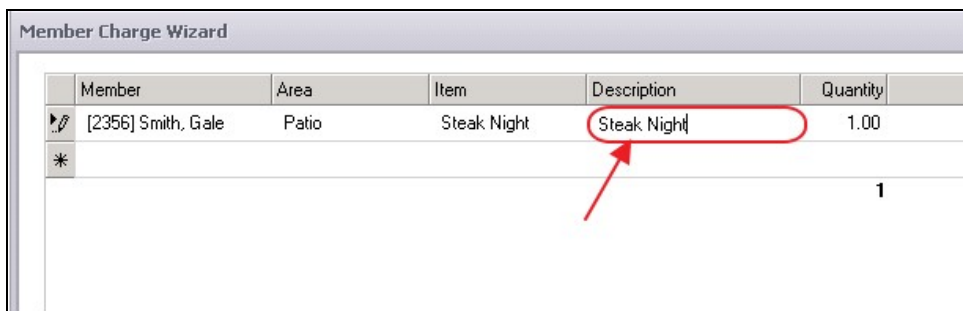 Member Charge Wizard
Member Area Item Description Quantity
[2356] Smith, Gale Patio Steak Night Steak Night 1.00
1